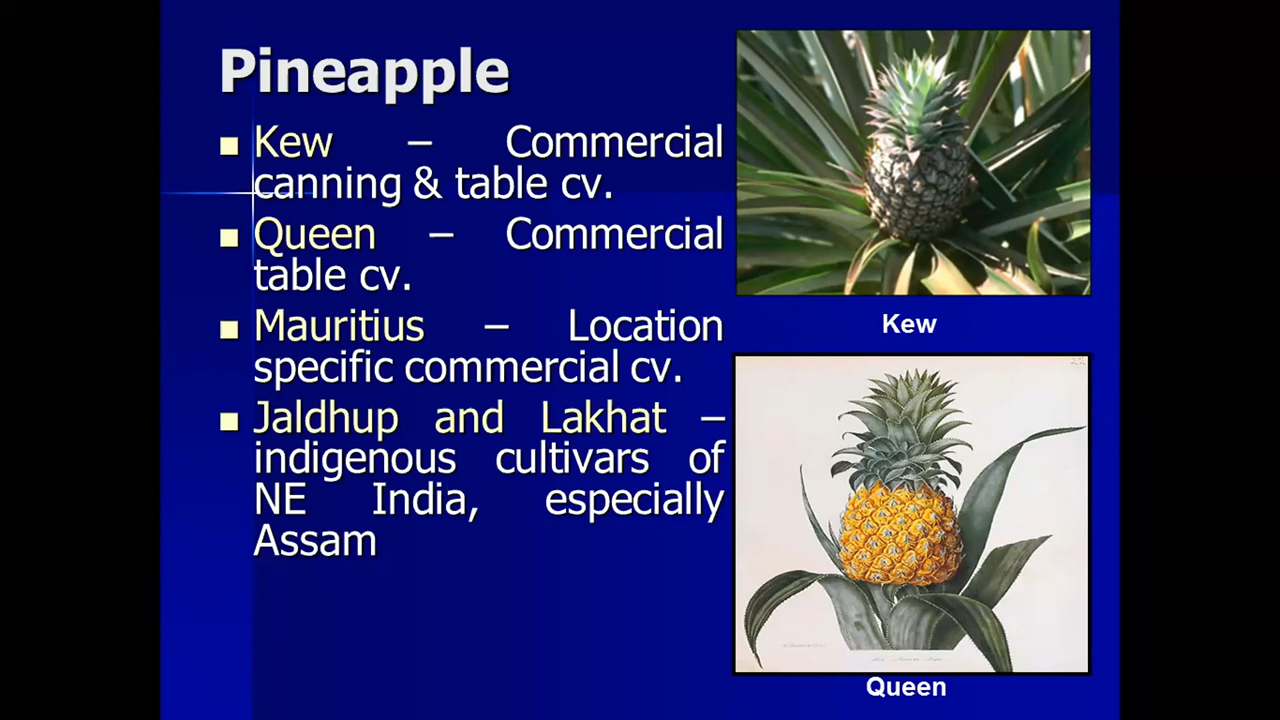 Pineapple
Kew – Commercial
canning & table cv.
Queen – Commercial
table cv.
Mauritius – Location
specific commercial cv.
Jaldhup and Lakhat –
indigenous cultivars of
NE India, especially
Assam
Kew
Queen